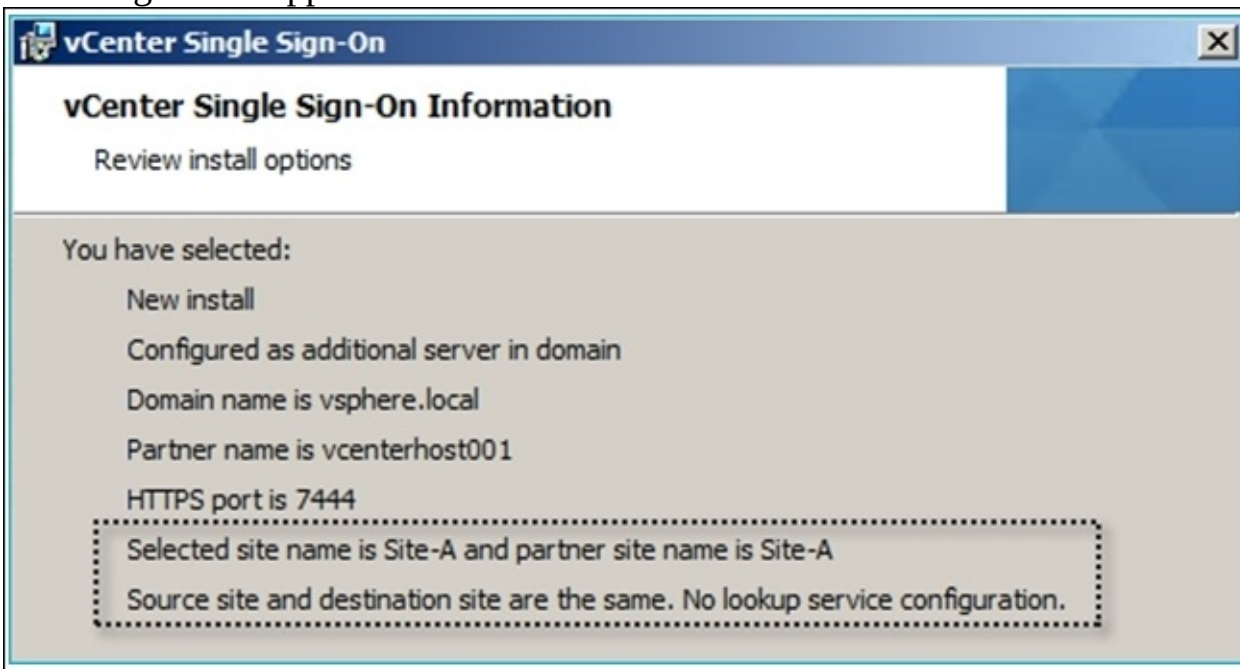 vCenter Single Sign-On
vCenter Single Sign-On Information
Review install options
You have selected:
New install
Configured as additional server in domain
Domain name is vsphere.local
Partner name is vcenterhost001
HTTPS port is 7444
Selected site name is Site-A and partner site name is Site-A
Source site and destination site are the same. No lookup service configuration.